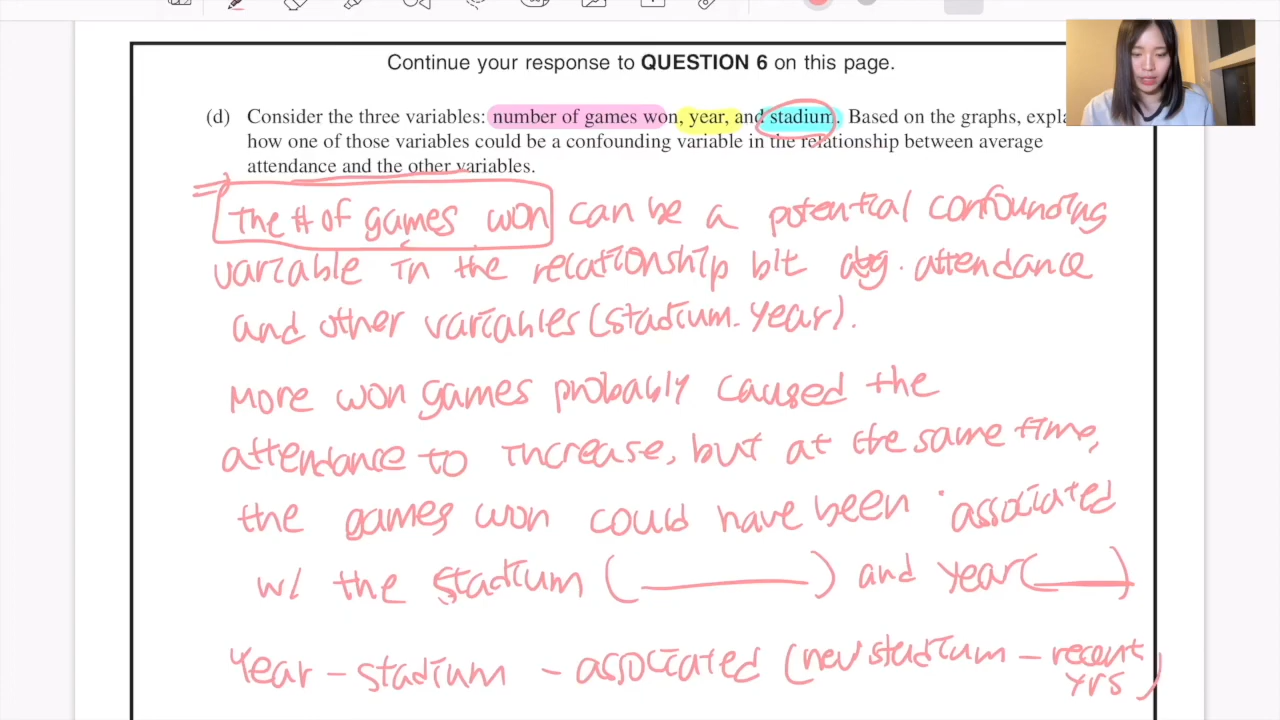 Continue your response to QUESTION 6 on this page.
(d) Consider the three variables: number of games won, year, and stadium. Based on the graphs, expla
how one of those variables could be a confounding variable in the relationship between average
attendance and the other variables.
The # of games won can be a potential confounding
variable in the relationship b/t avg. attendance
and other variables (stadium. Year).
More won games probably caused the
attendance to increase, but at the same time,
the games won could have been associated
w/ the stadium ( ) and year ( )
Year - stadium - associated (new stadium - recent
yrs)